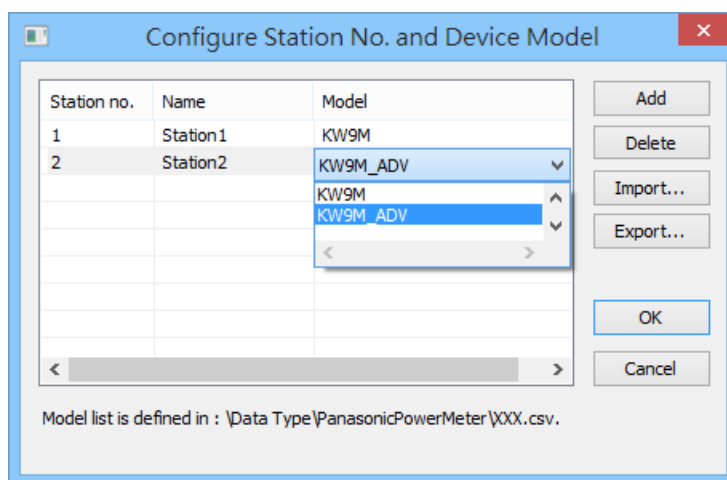 Configure Station No. and Device Model
Station no. Name Model
1 Station1 KW9M
2 Station2 KW9M_ADV
KW9M
KW9M_ADV
Add
Delete
Import...
Export...
OK
Cancel
Model list is defined in : \Data Type\PanasonicPowerMeter\XXX.csv.